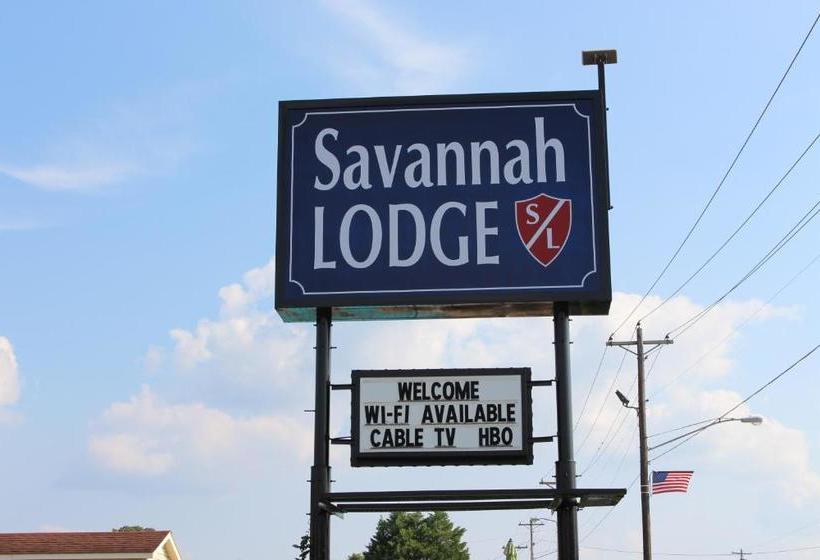 Savannah
LODGE
S/L
WELCOME
WI-FI AVAILABLE
CABLE TV HBO